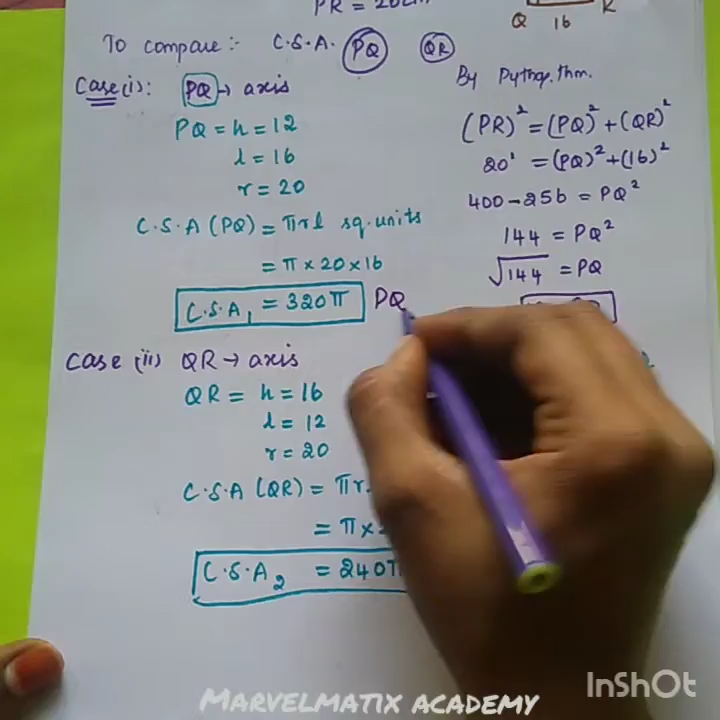 PR = 20cm
Q 16 R
To compare:- C.S.A. PQ QR
Case(i): PQ → axis
PQ = h = 12
l = 16
r = 20
C.S.A (PQ) = πrl sq.units
= π × 20 × 16
C.S.A₁ = 320π PQ
By Pythag. thm.
(PR)² = (PQ)² + (QR)²
20² = (PQ)² + (16)²
400 - 256 = PQ²
144 = PQ²
√144 = PQ
Case (ii) QR → axis
QR = h = 16
l = 12
r = 20
C.S.A (QR) = πr
= π ×
C.S.A₂ = 240π
InShOt
MARVELMATIX ACADEMY